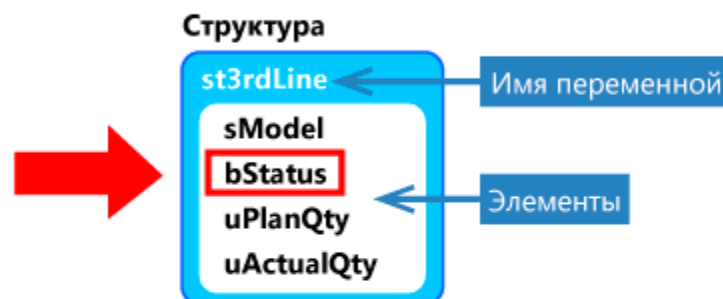 Структура
st3rdLine
Имя переменной
sModel
bStatus
Элементы
uPlanQty
uActualQty